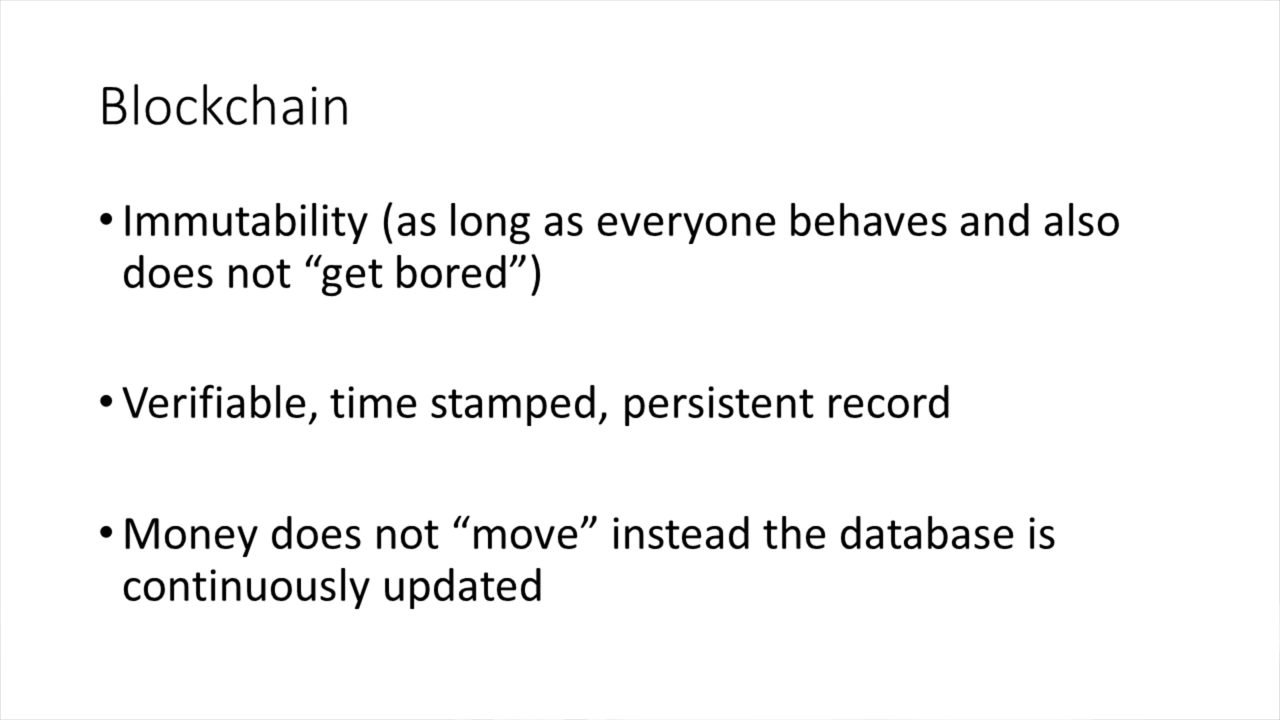 Blockchain
• Immutability (as long as everyone behaves and also
does not “get bored”)
• Verifiable, time stamped, persistent record
• Money does not “move” instead the database is
continuously updated